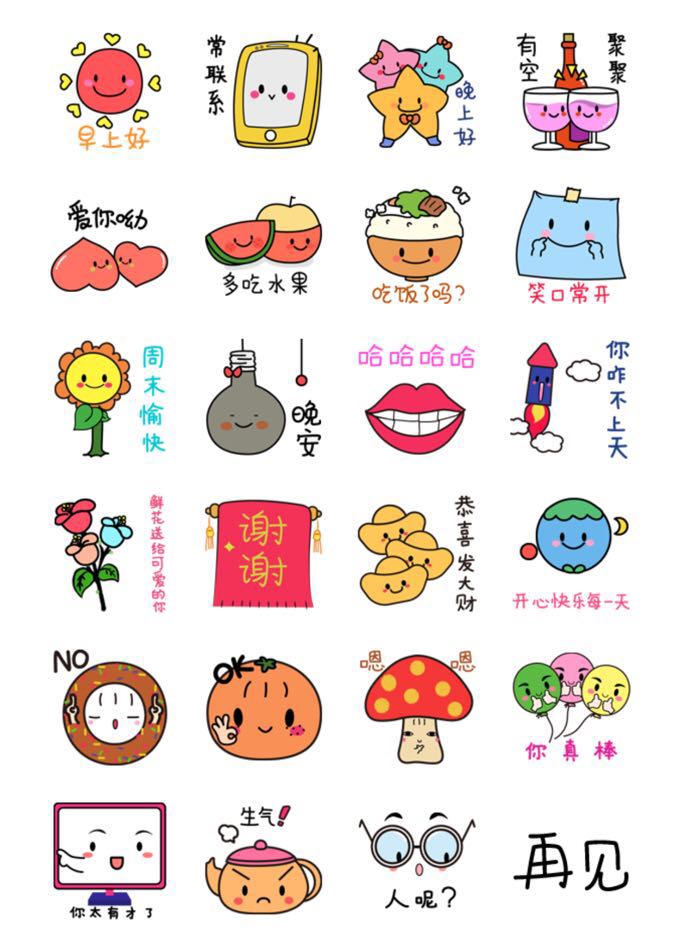 早上好
常联系
晚上好
有空
聚聚
爱你呦
多吃水果
吃饭了吗？
笑口常开
周末愉快
晚安
哈哈哈哈
你咋不上天
鲜花送给可爱的你
谢谢
恭喜发大财
开心快乐每一天
NO
OK
嗯 嗯
你真棒
你太有才了
生气！
人呢？
再见